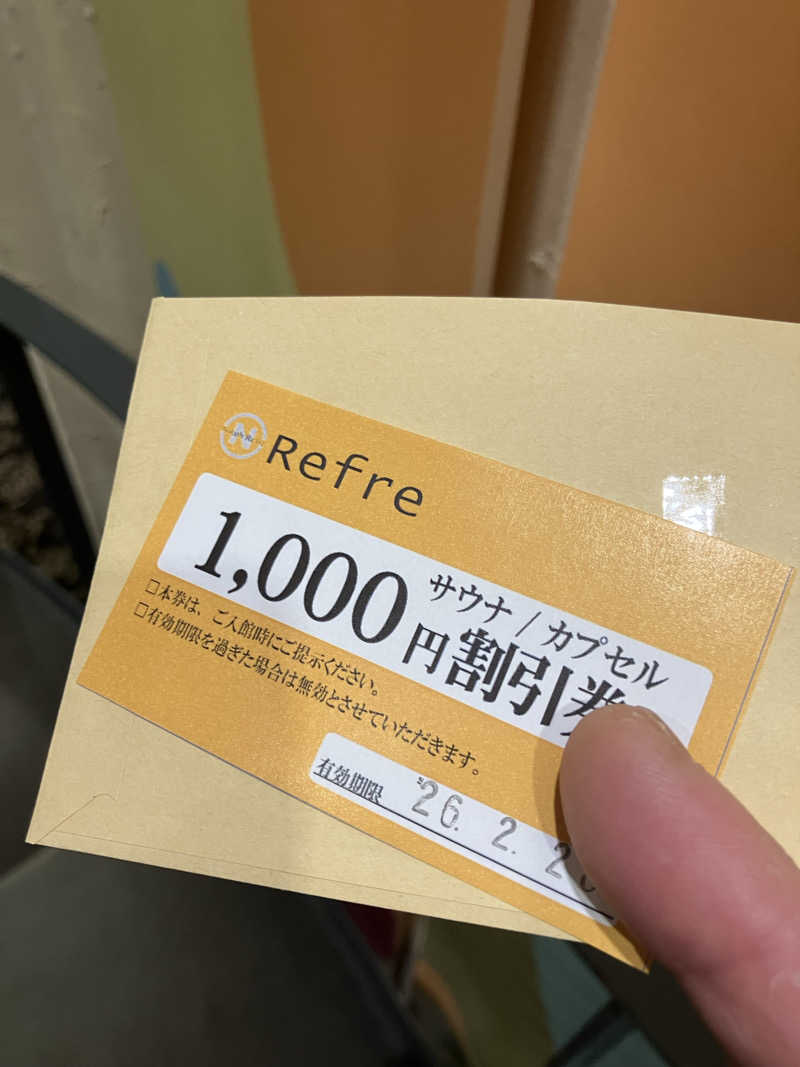 Refre
サウナ / カプセル
1,000円割引券
□本券は、ご入館時にご提示ください。
□有効期限を過ぎた場合は無効とさせていただきます。
有効期限 '26. 2.